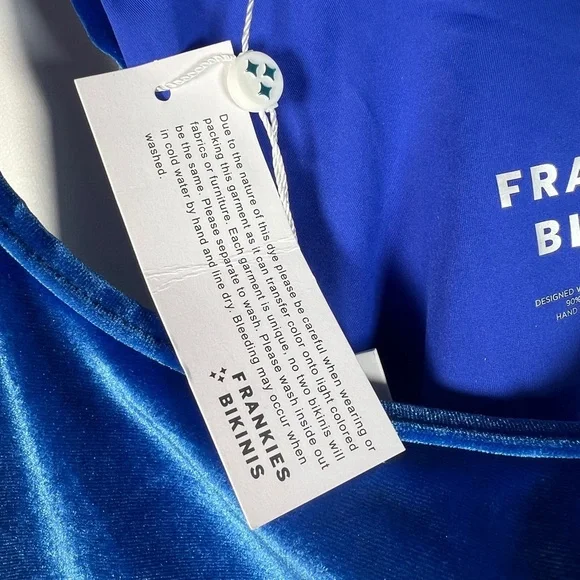 Due to the nature of this dye please be careful when wearing or
packing this garment as it can transfer color onto light colored
fabrics or furniture. Each garment is unique, no two bikinis will
be the same. Please separate to wash. Please wash inside out
in cold water by hand and line dry. Bleeding may occur when
washed.
FRANKIES
BIKINIS
FRA
BI
DESIGNED W
90%
HAND